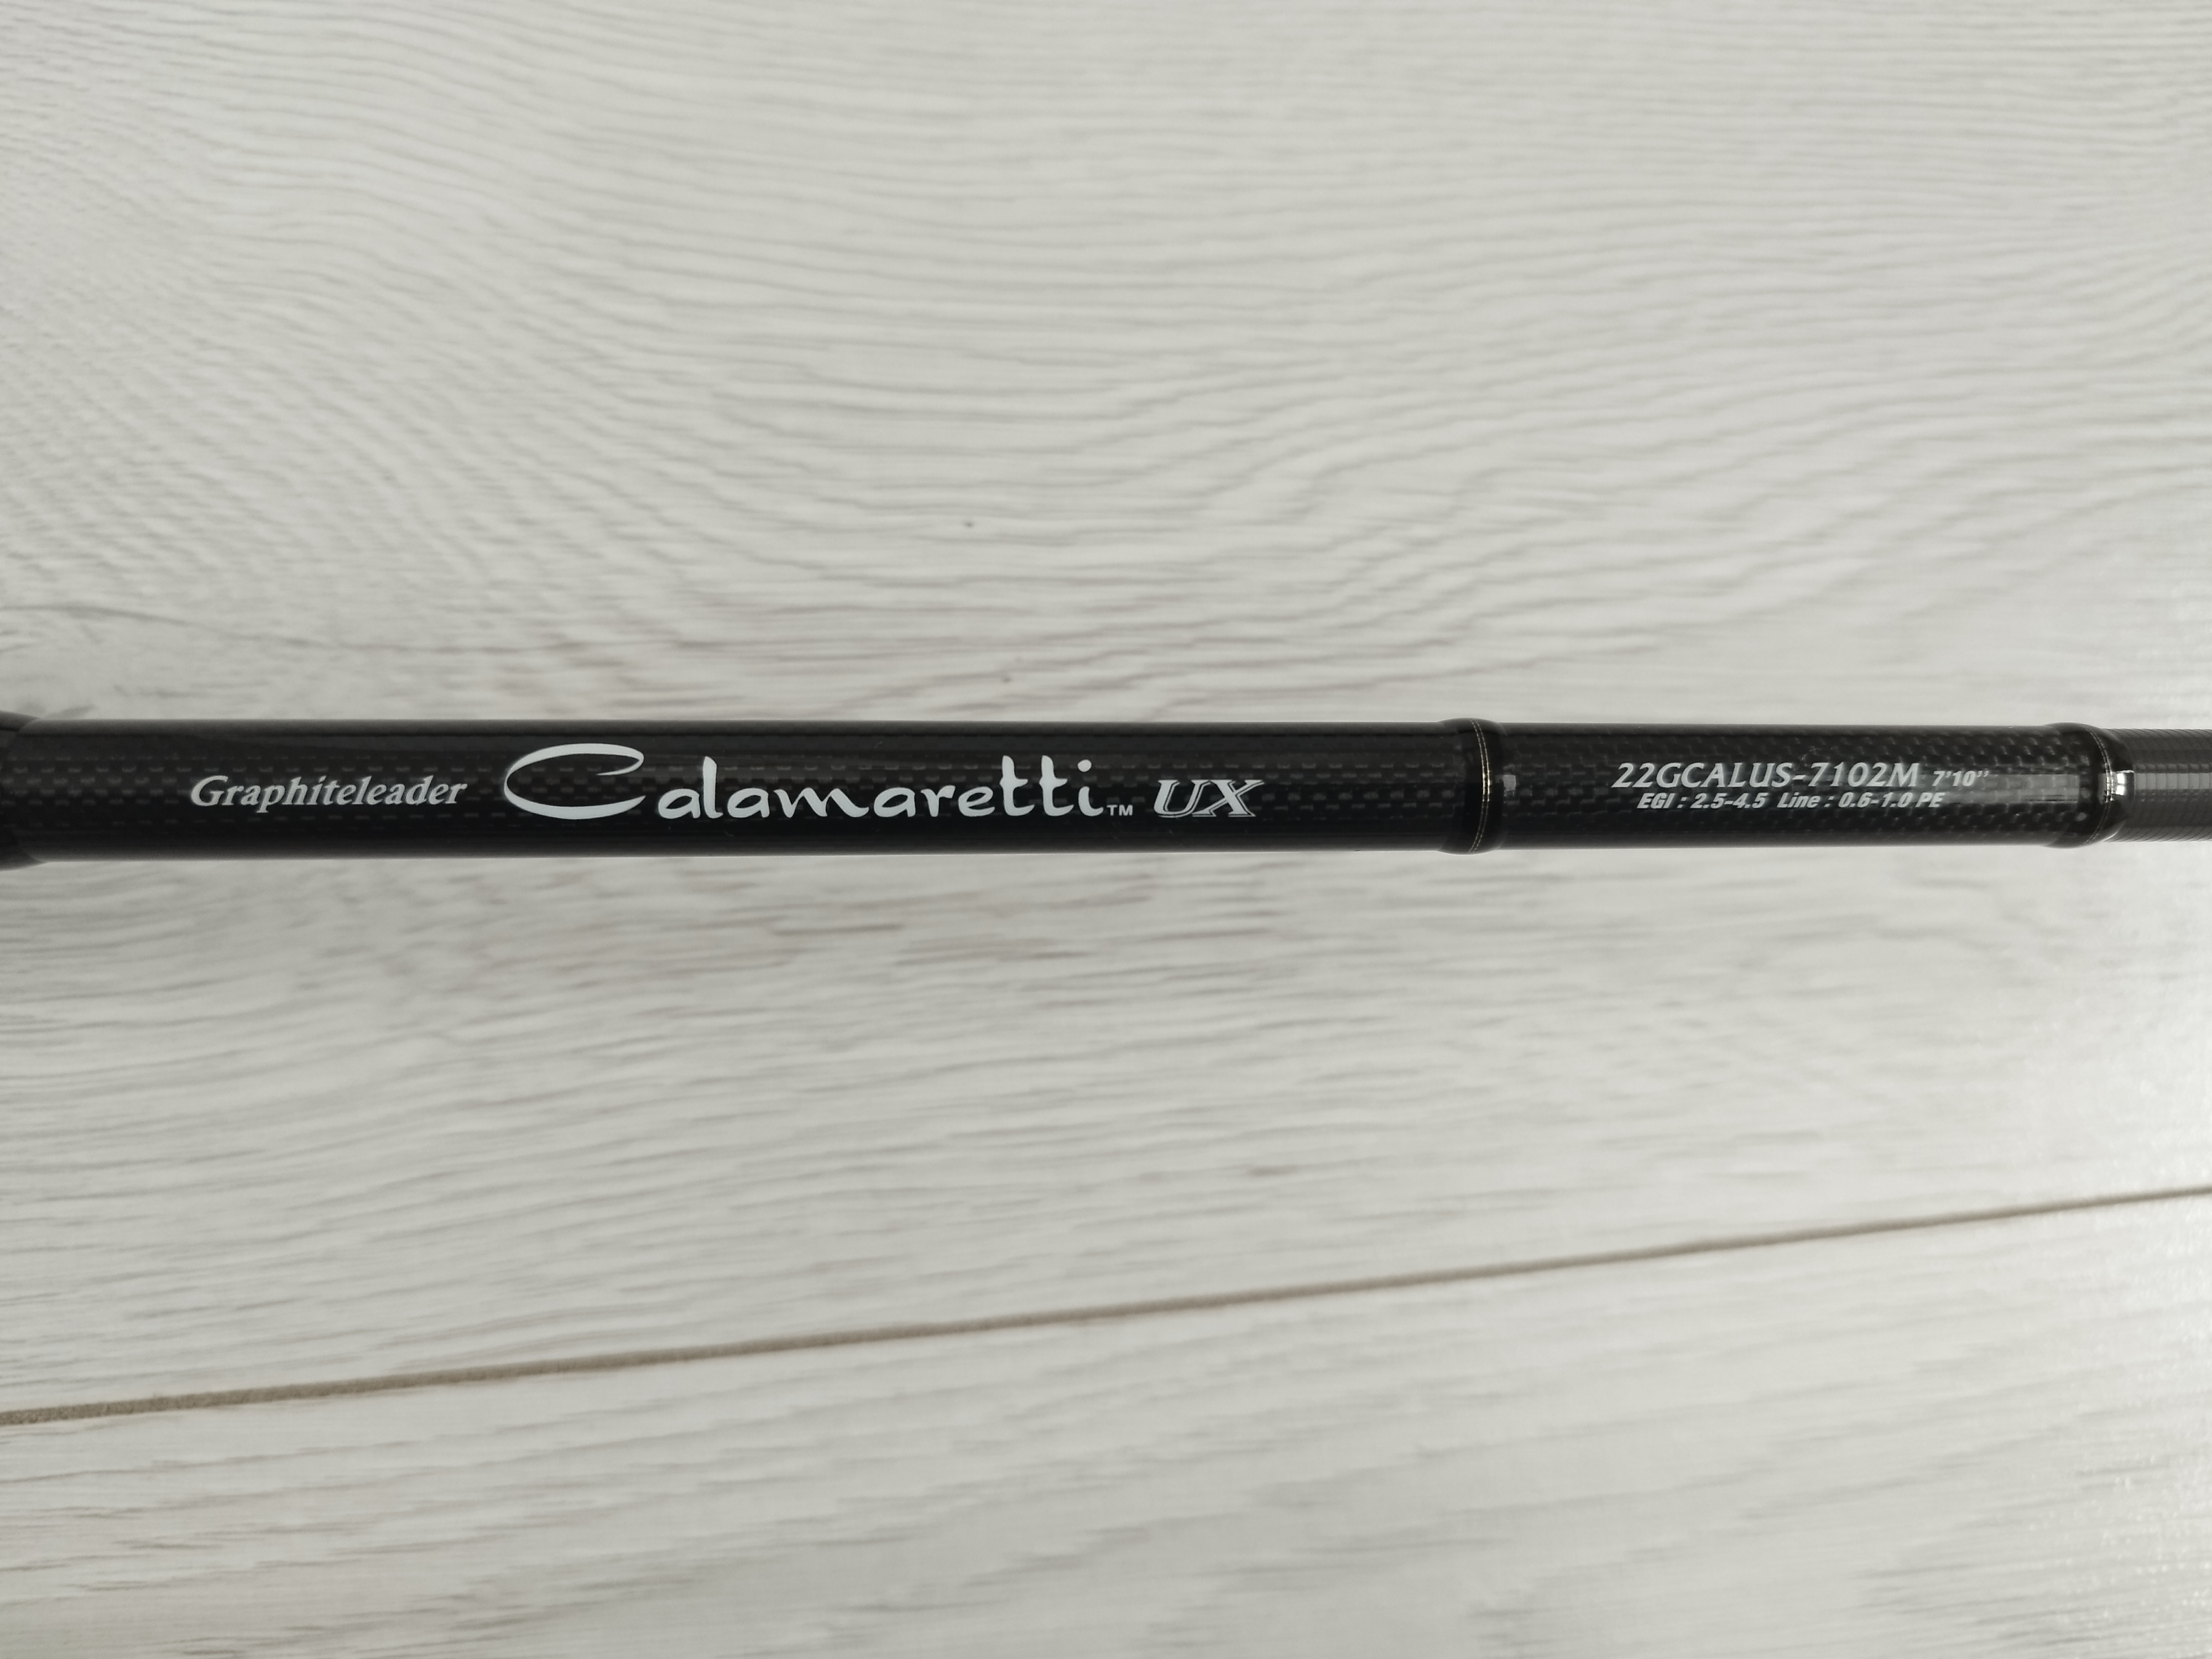 Graphiteleader Calamaretti™ UX
22GCALUS-7102M 7'10"
EGI : 2.5-4.5 Line : 0.6-1.0 PE